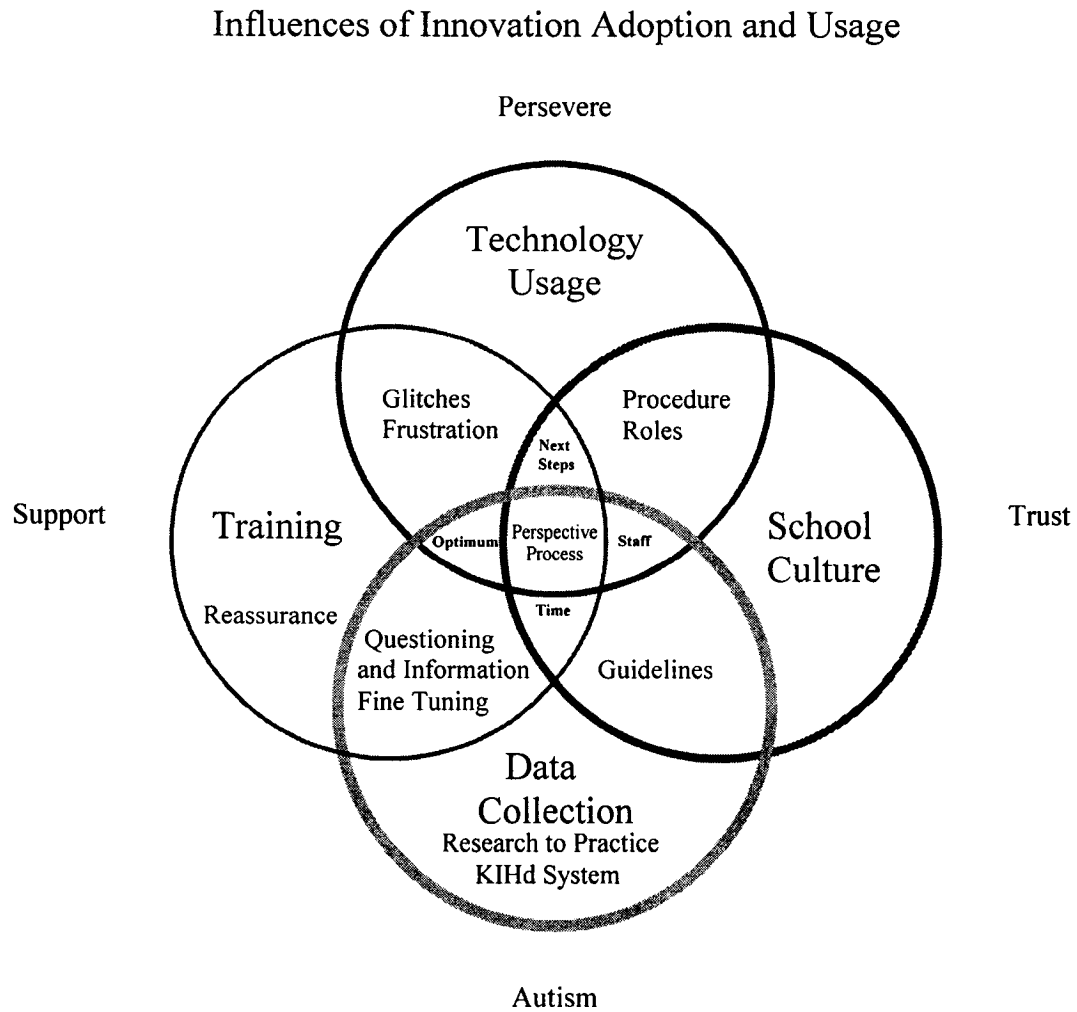 Influences of Innovation Adoption and Usage
Persevere
Technology
Usage
Glitches
Frustration
Procedure
Roles
Next
Steps
Support
Training
Reassurance
Optimum
Perspective
Process
Staff
School
Culture
Trust
Time
Questioning
and Information
Fine Tuning
Guidelines
Data
Collection
Research to Practice
KIHd System
Autism